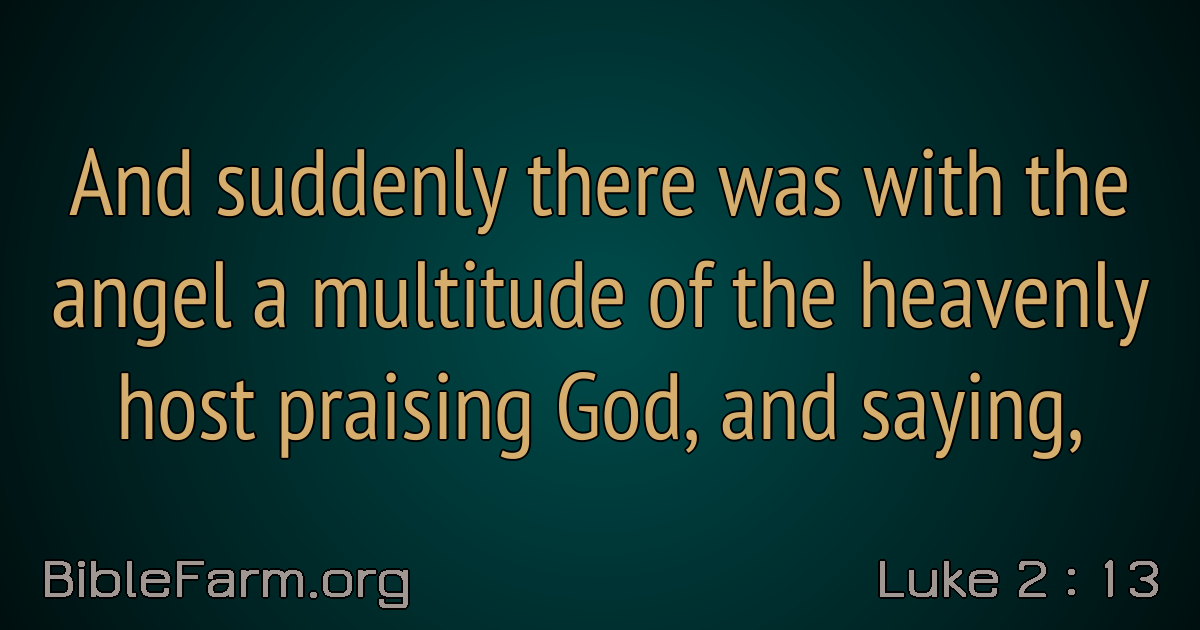 And suddenly there was with the
angel a multitude of the heavenly
host praising God, and saying,
BibleFarm.org
Luke 2 : 13